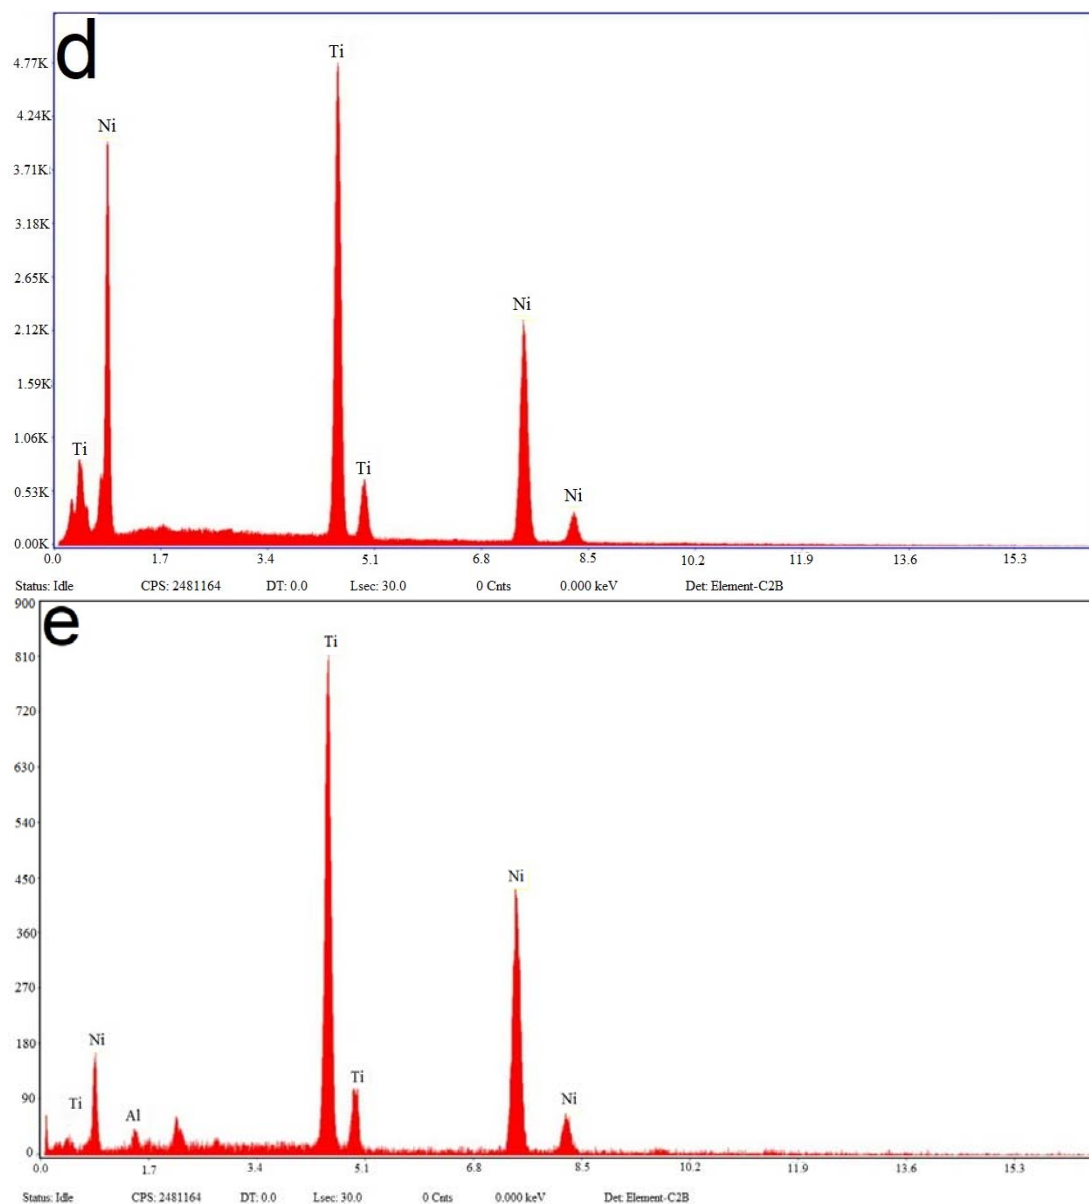 d
Ti
4.77K
Ni
4.24K
3.71K
3.18K
2.65K
Ni
2.12K
1.59K
1.06K
Ti
Ti
0.53K
Ni
0.00K
0.0 1.7 3.4 5.1 6.8 8.5 10.2 11.9 13.6 15.3
Status: Idle CPS: 2481164 DT: 0.0 Lsec: 30.0 0 Cnts 0.000 keV Det: Element-C2B
900
e
Ti
810
720
630
540
450
Ni
360
270
180
Ni
Ti
90
Ti
Al
Ni
0
0.0 1.7 3.4 5.1 6.8 8.5 10.2 11.9 13.6 15.3
Status: Idle CPS: 2481164 DT: 0.0 Lsec: 30.0 0 Cnts 0.000 keV Det: Element-C2B